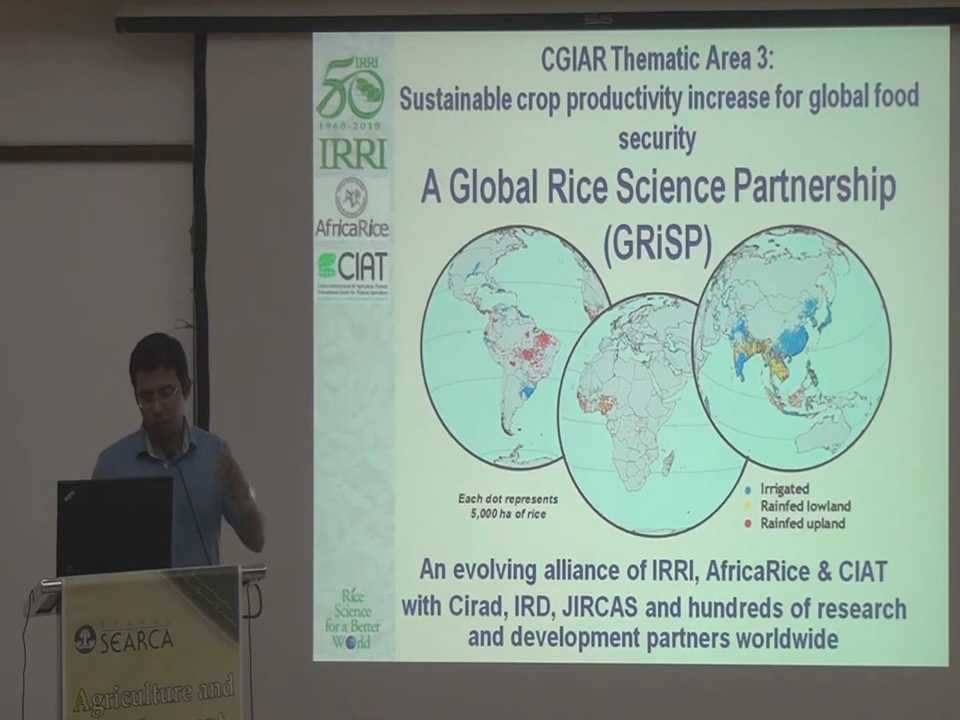 CGIAR Thematic Area 3:
Sustainable crop productivity increase for global food
security
A Global Rice Science Partnership
(GRiSP)
IRRI
50
1960-2010
IRRI
AfricaRice
CIAT
Each dot represents
5,000 ha of rice
Irrigated
Rainfed lowland
Rainfed upland
An evolving alliance of IRRI, AfricaRice & CIAT
with Cirad, IRD, JIRCAS and hundreds of research
and development partners worldwide
Rice
Science
for a Better
World
SEARCA
Agriculture and